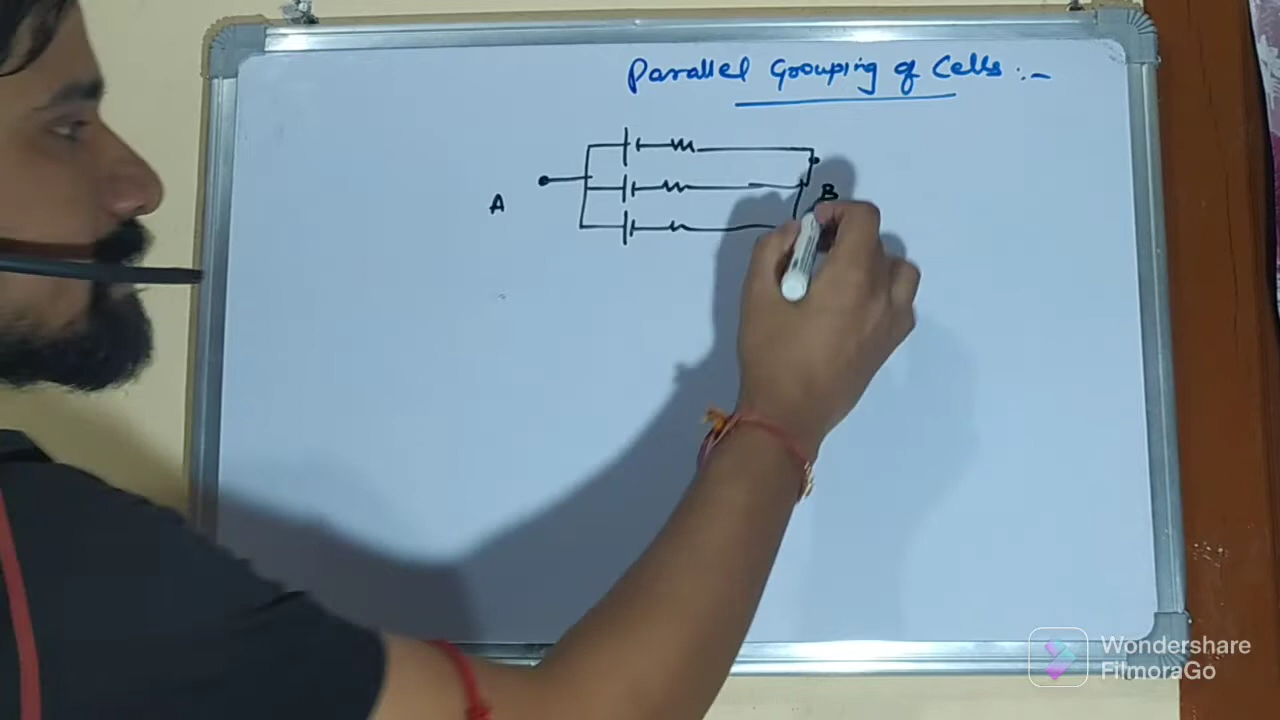 Parallel Grouping of Cells :-
A
B
Wondershare
FilmoraGo